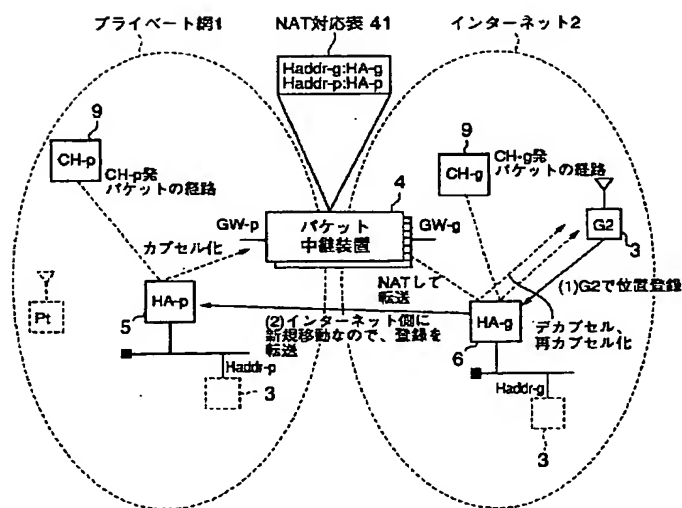 プライベート網1
NAT対応表 41
インターネット2
Haddr-g:HA-g
Haddr-p:HA-p
9
CH-p
CH-p発
パケットの経路
9
CH-g
CH-g発
パケットの経路
4
GW-p
パケット
中継装置
GW-g
G2
3
カプセル化
NATして
転送
(1)G2で位置登録
Pt
HA-p
5
(2)インターネット側に
新規移動なので、登録を
転送
HA-g
6
デカプセル、
再カプセル化
Haddr-p
3
Haddr-g
3